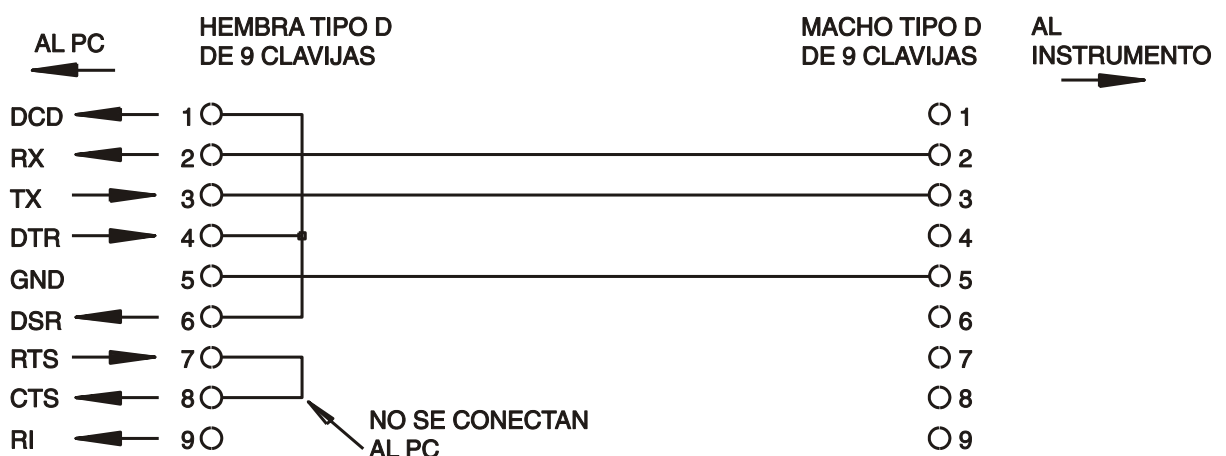 AL PC
HEMBRA TIPO D
DE 9 CLAVIJAS
MACHO TIPO D
DE 9 CLAVIJAS
AL
INSTRUMENTO
DCD 1 1
RX 2 2
TX 3 3
DTR 4 4
GND 5 5
DSR 6 6
RTS 7 7
CTS 8 8
RI 9 9
NO SE CONECTAN
AL PC